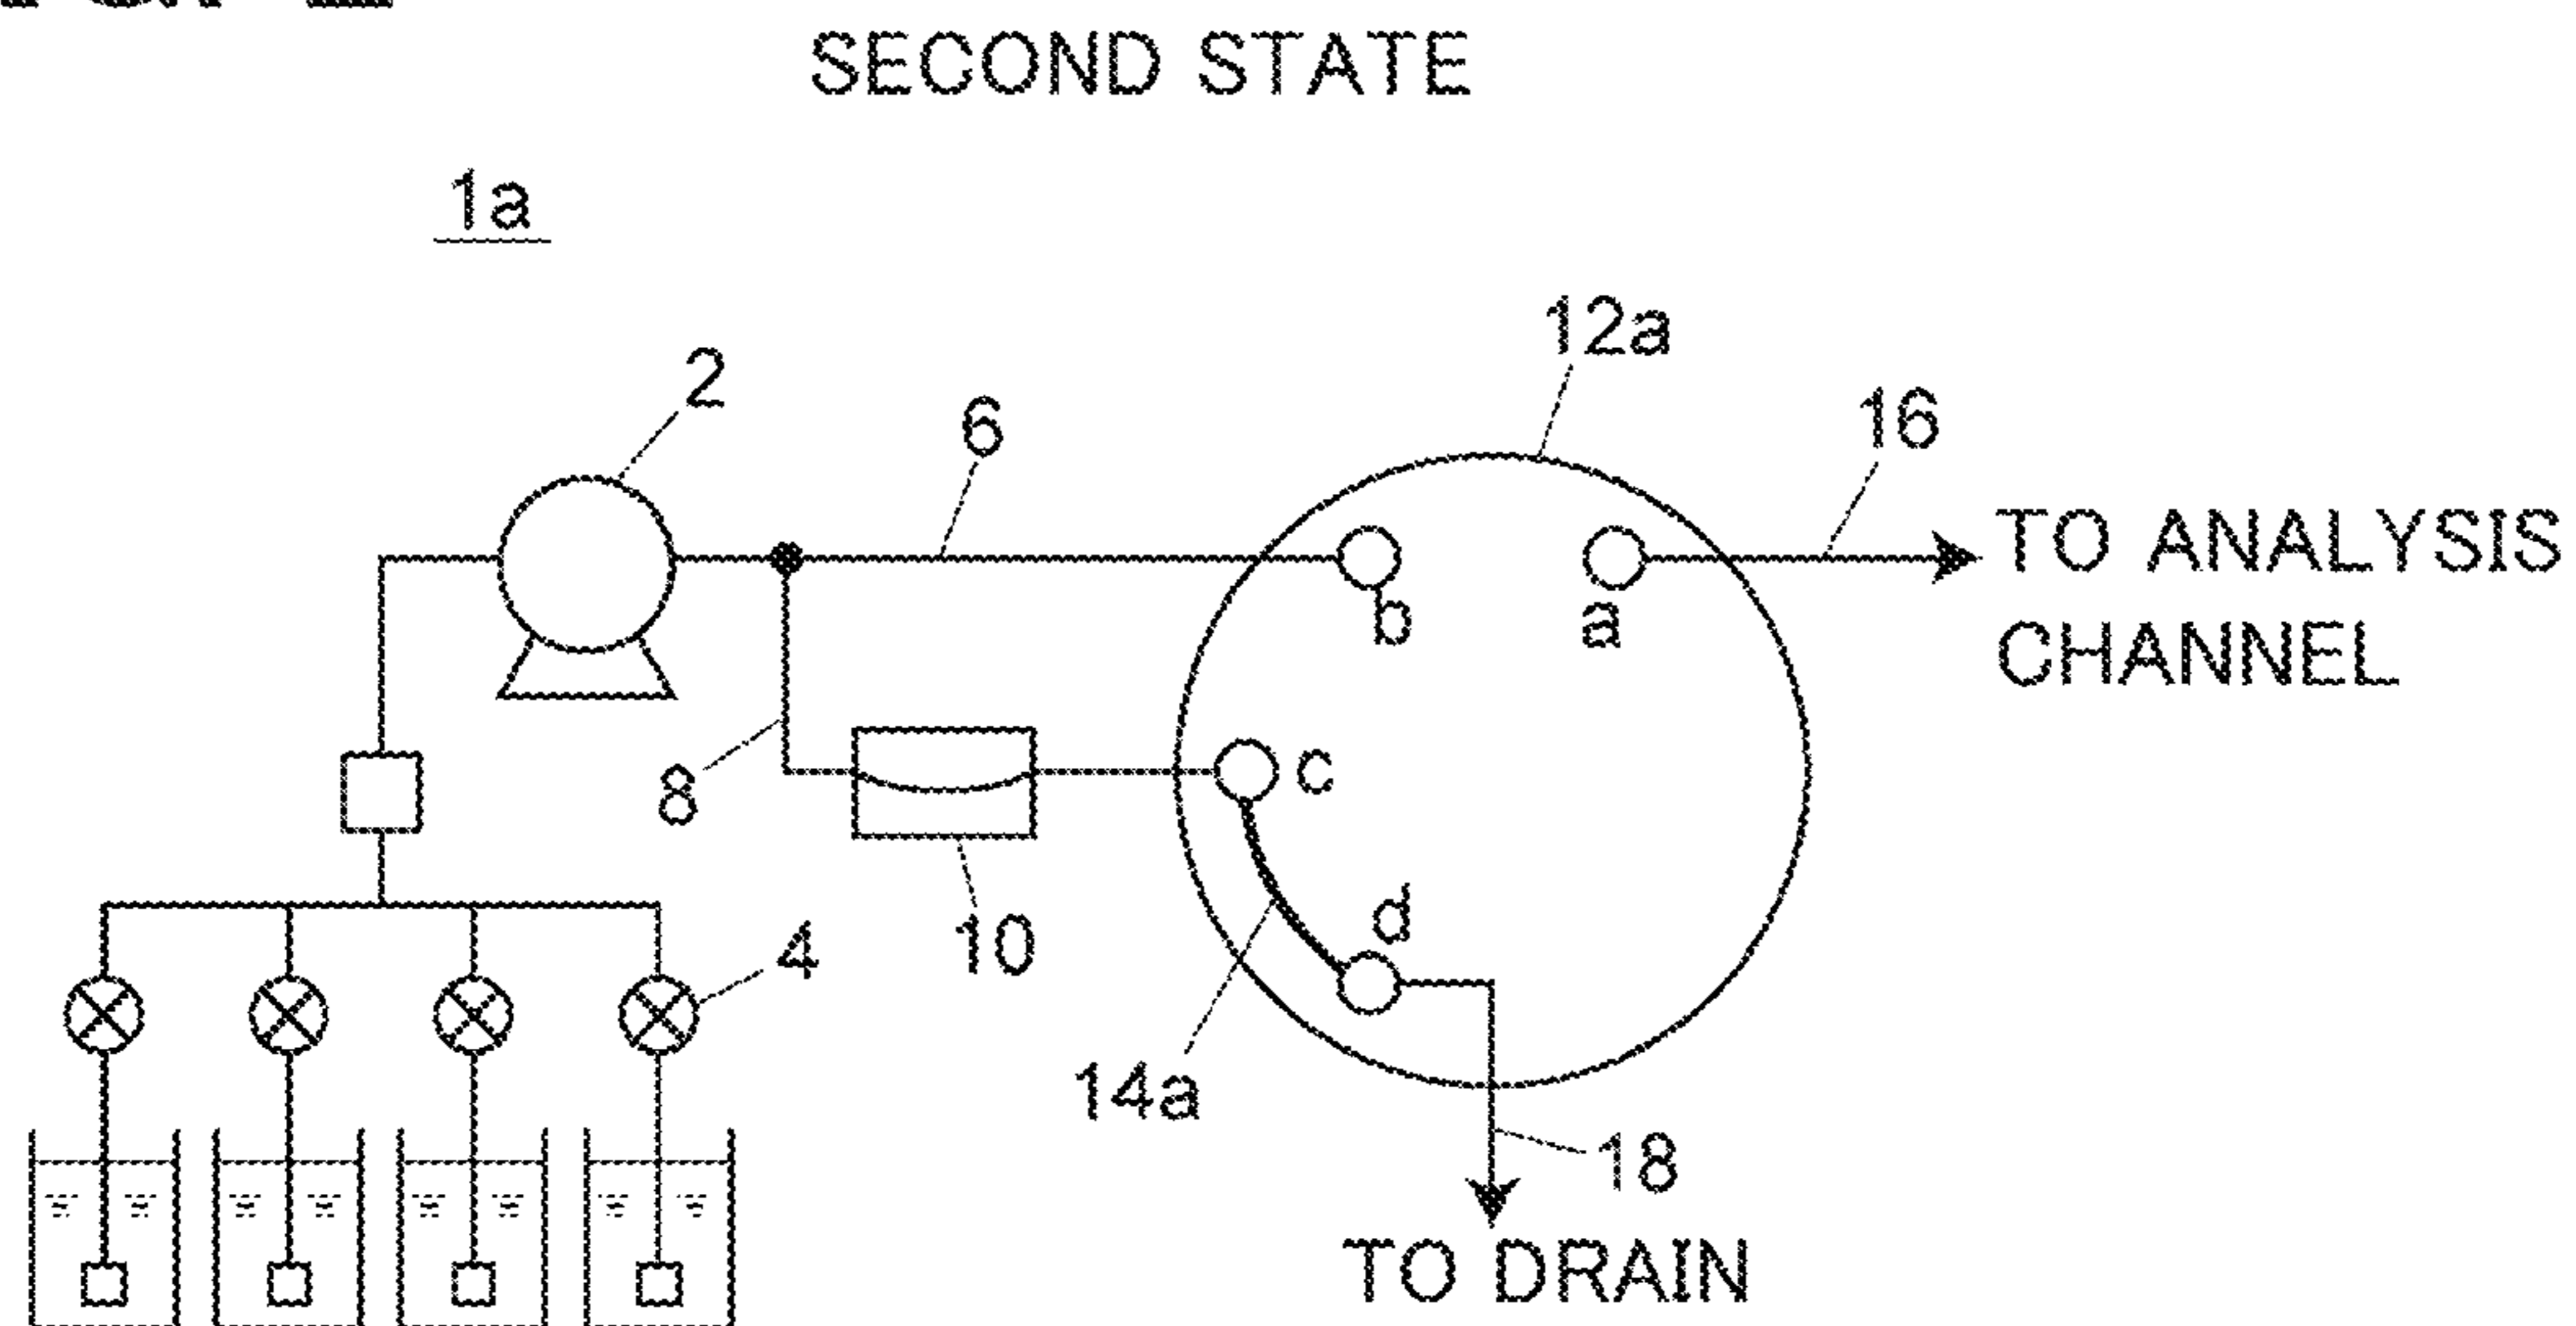 SECOND STATE
1a
12a
2
6
16
TO ANALYSIS
CHANNEL
b
a
8
c
10
d
4
14a
18
TO DRAIN